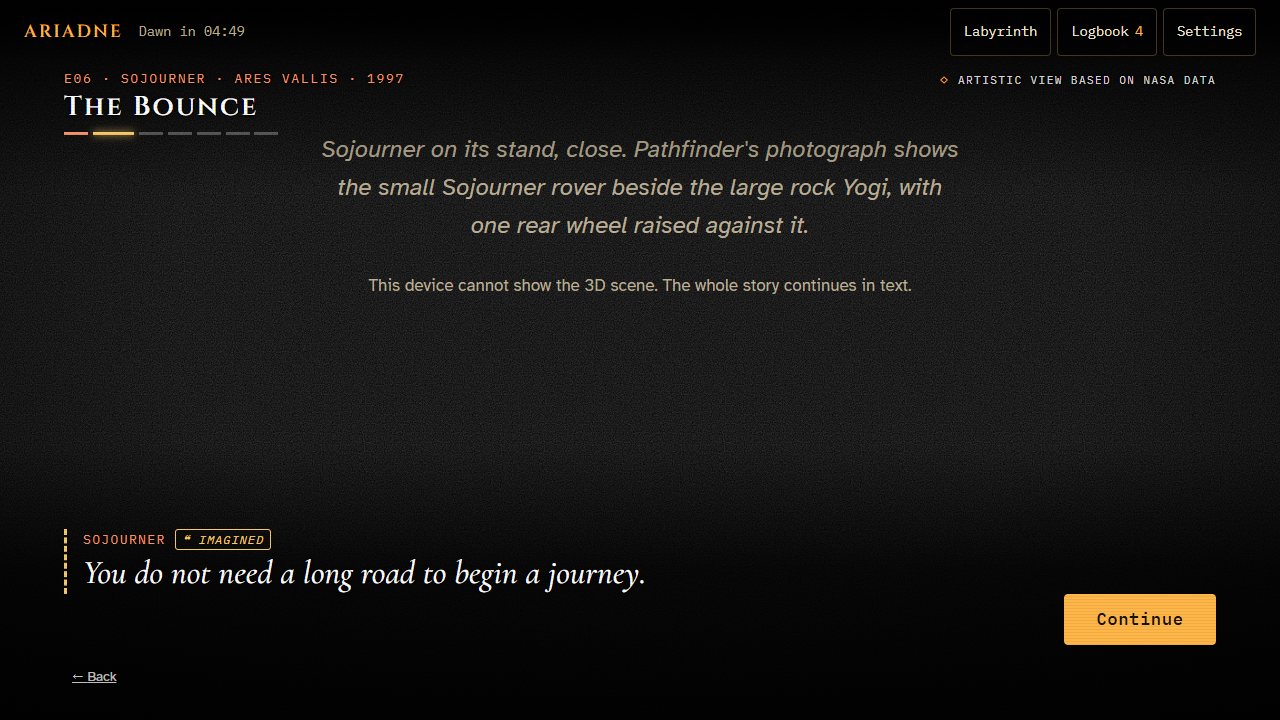 ARIADNE Dawn in 04:49
Labyrinth Logbook 4 Settings
E06 · SOJOURNER · ARES VALLIS · 1997
◇ ARTISTIC VIEW BASED ON NASA DATA
The Bounce
Sojourner on its stand, close. Pathfinder's photograph shows
the small Sojourner rover beside the large rock Yogi, with
one rear wheel raised against it.
This device cannot show the 3D scene. The whole story continues in text.
SOJOURNER ❝ IMAGINED
You do not need a long road to begin a journey.
Continue
← Back